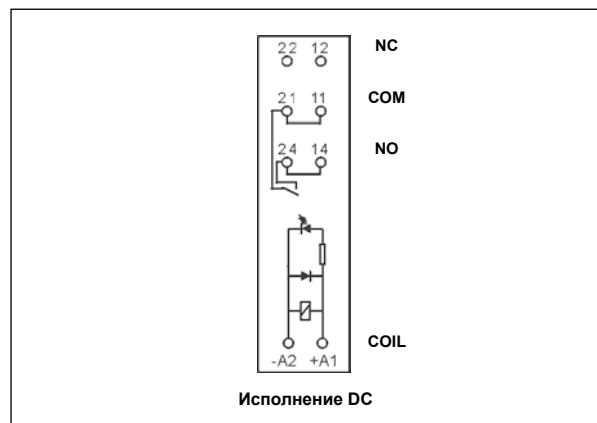 22 12 NC
21 11 COM
24 14 NO
COIL
-A2 +A1
Исполнение DC